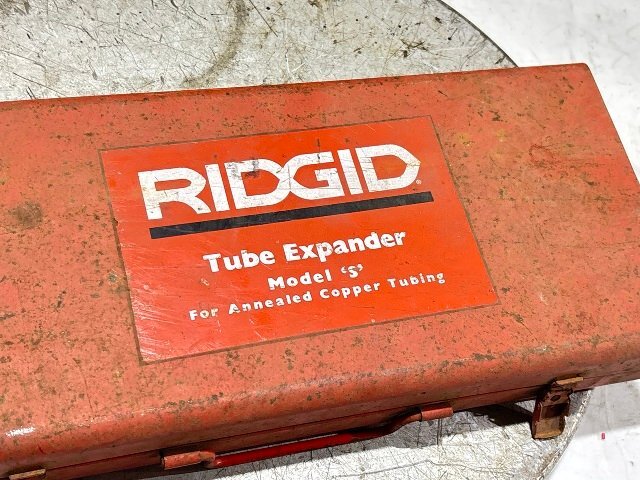 RIDGID®
Tube Expander
Model 'S'
For Annealed Copper Tubing